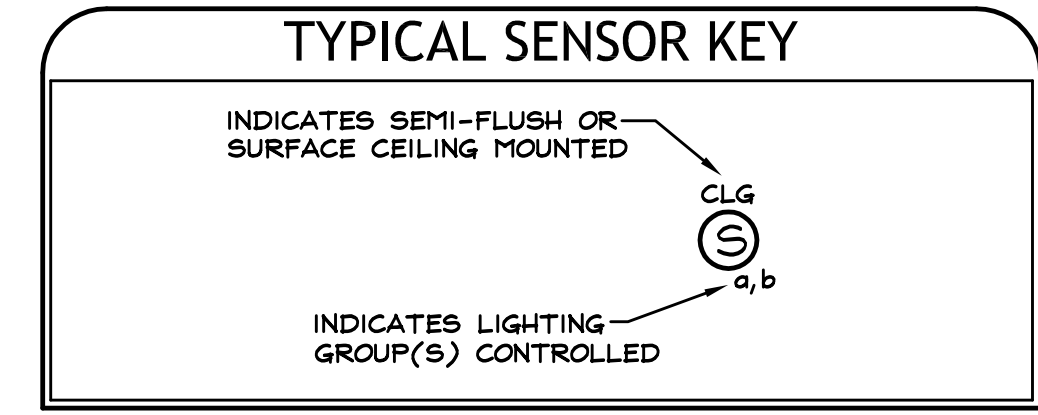 TYPICAL SENSOR KEY
INDICATES SEMI-FLUSH OR
SURFACE CEILING MOUNTED
CLG
S
a,b
INDICATES LIGHTING
GROUP(S) CONTROLLED